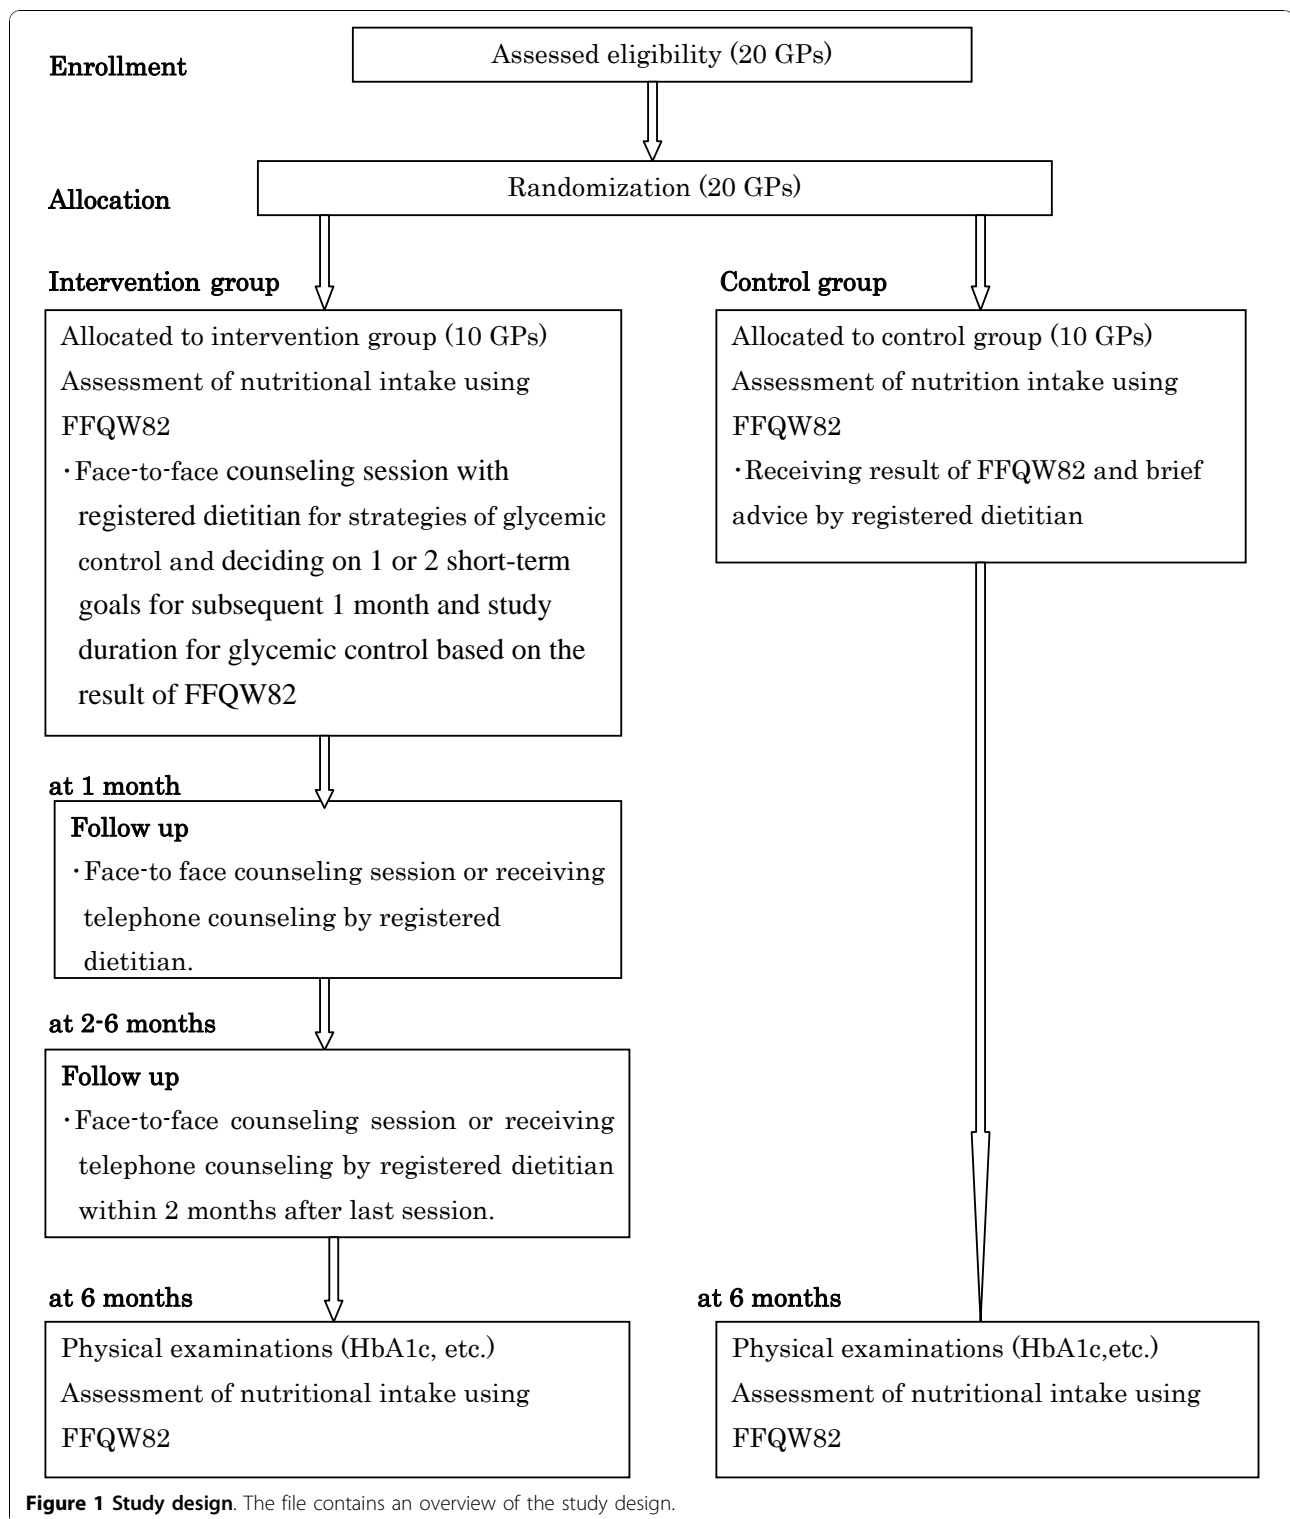 Enrollment
Assessed eligibility (20 GPs)
Allocation
Randomization (20 GPs)
Intervention group
Allocated to intervention group (10 GPs)
Assessment of nutritional intake using
FFQW82
・Face-to-face counseling session with
registered dietitian for strategies of glycemic
control and deciding on 1 or 2 short-term
goals for subsequent 1 month and study
duration for glycemic control based on the
result of FFQW82
Control group
Allocated to control group (10 GPs)
Assessment of nutrition intake using
FFQW82
・Receiving result of FFQW82 and brief
advice by registered dietitian
at 1 month
Follow up
・Face-to face counseling session or receiving
telephone counseling by registered
dietitian.
at 2-6 months
Follow up
・Face-to-face counseling session or receiving
telephone counseling by registered dietitian
within 2 months after last session.
at 6 months
Physical examinations (HbA1c, etc.)
Assessment of nutritional intake using
FFQW82
at 6 months
Physical examinations (HbA1c,etc.)
Assessment of nutritional intake using
FFQW82
Figure 1 Study design. The file contains an overview of the study design.